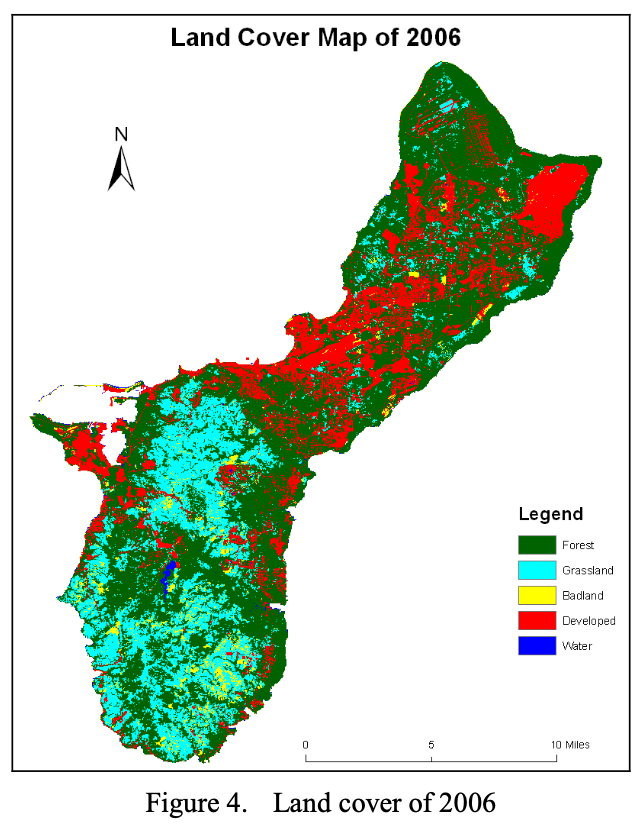 Land Cover Map of 2006
N
Legend
Forest
Grassland
Badland
Developed
Water
0 5 10 Miles
Figure 4. Land cover of 2006